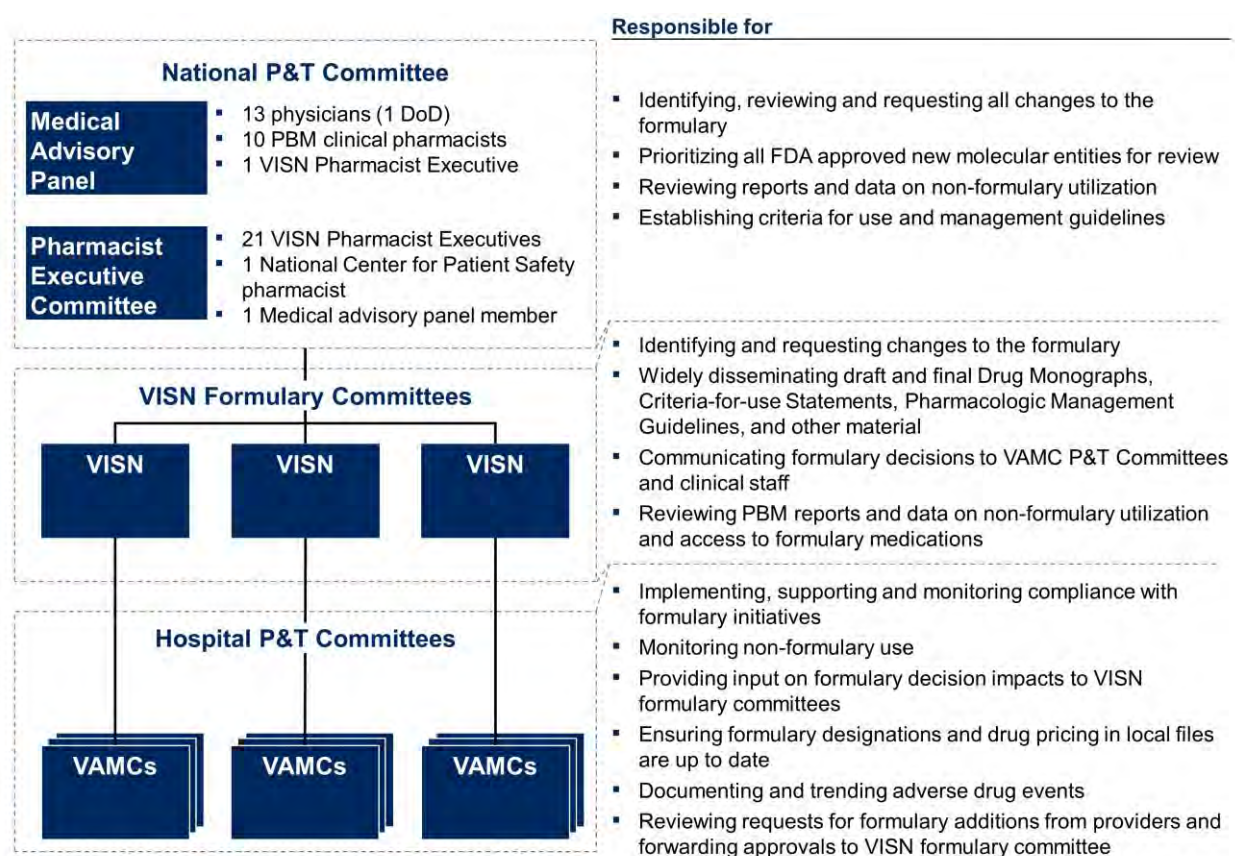 Responsible for
National P&T Committee
Medical
Advisory
Panel
▪ 13 physicians (1 DoD)
▪ 10 PBM clinical pharmacists
▪ 1 VISN Pharmacist Executive
Pharmacist
Executive
Committee
▪ 21 VISN Pharmacist Executives
▪ 1 National Center for Patient Safety
pharmacist
▪ 1 Medical advisory panel member
▪ Identifying, reviewing and requesting all changes to the
formulary
▪ Prioritizing all FDA approved new molecular entities for review
▪ Reviewing reports and data on non-formulary utilization
▪ Establishing criteria for use and management guidelines
VISN Formulary Committees
VISN
VISN
VISN
▪ Identifying and requesting changes to the formulary
▪ Widely disseminating draft and final Drug Monographs,
Criteria-for-use Statements, Pharmacologic Management
Guidelines, and other material
▪ Communicating formulary decisions to VAMC P&T Committees
and clinical staff
▪ Reviewing PBM reports and data on non-formulary utilization
and access to formulary medications
Hospital P&T Committees
VAMCs
VAMCs
VAMCs
▪ Implementing, supporting and monitoring compliance with
formulary initiatives
▪ Monitoring non-formulary use
▪ Providing input on formulary decision impacts to VISN
formulary committees
▪ Ensuring formulary designations and drug pricing in local files
are up to date
▪ Documenting and trending adverse drug events
▪ Reviewing requests for formulary additions from providers and
forwarding approvals to VISN formulary committee